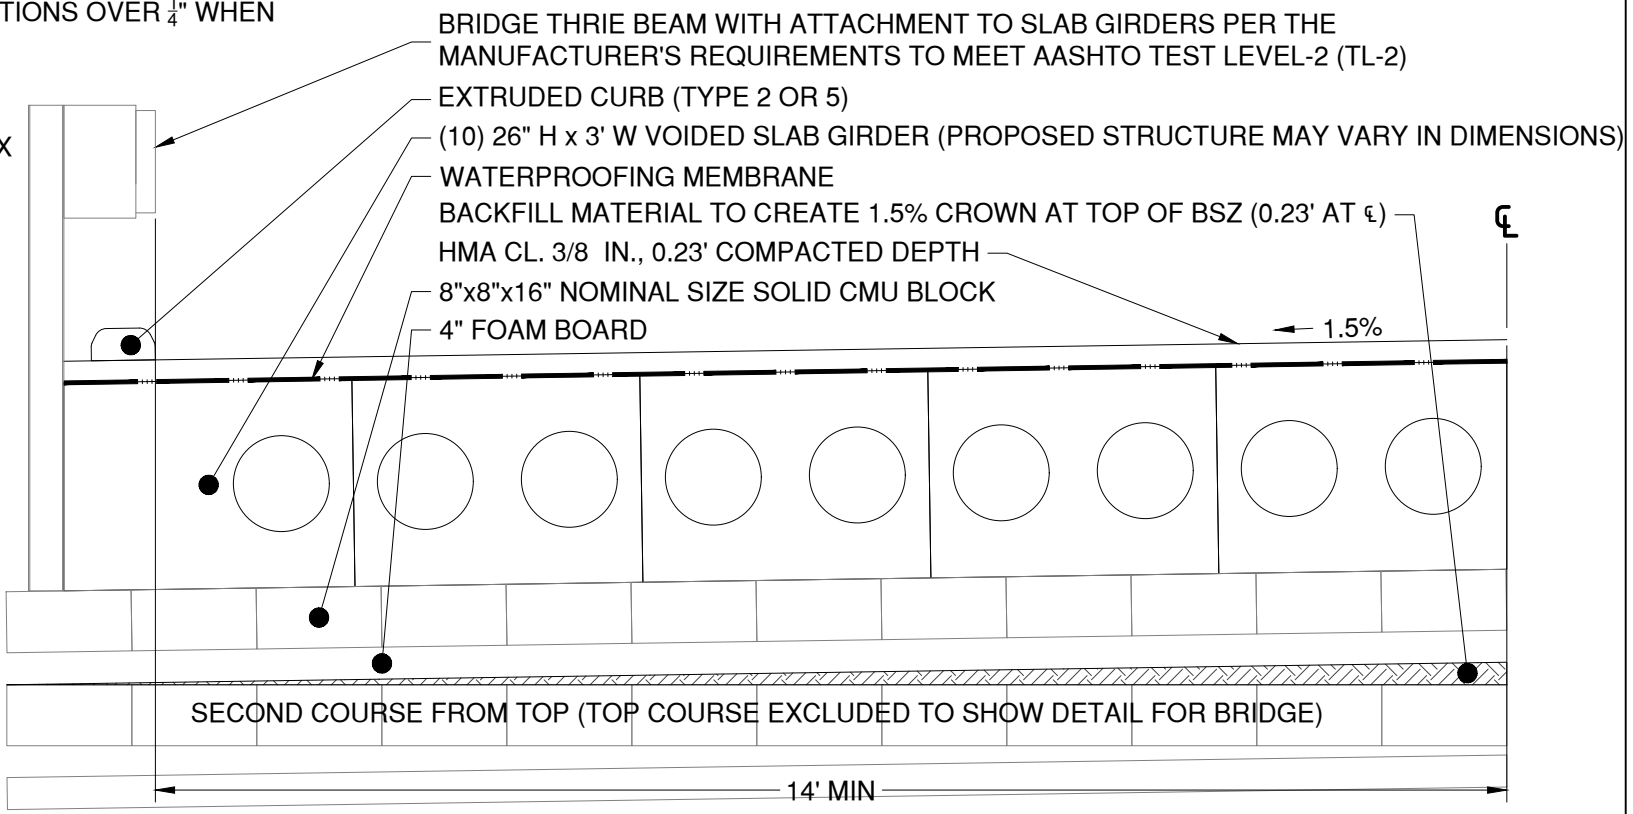 TIONS OVER 1/4" WHEN
BRIDGE THRIE BEAM WITH ATTACHMENT TO SLAB GIRDERS PER THE
MANUFACTURER'S REQUIREMENTS TO MEET AASHTO TEST LEVEL-2 (TL-2)
EXTRUDED CURB (TYPE 2 OR 5)
X
(10) 26" H x 3' W VOIDED SLAB GIRDER (PROPOSED STRUCTURE MAY VARY IN DIMENSIONS)
WATERPROOFING MEMBRANE
BACKFILL MATERIAL TO CREATE 1.5% CROWN AT TOP OF BSZ (0.23' AT ℄)
℄
HMA CL. 3/8 IN., 0.23' COMPACTED DEPTH
8"x8"x16" NOMINAL SIZE SOLID CMU BLOCK
4" FOAM BOARD
1.5%
SECOND COURSE FROM TOP (TOP COURSE EXCLUDED TO SHOW DETAIL FOR BRIDGE)
14' MIN